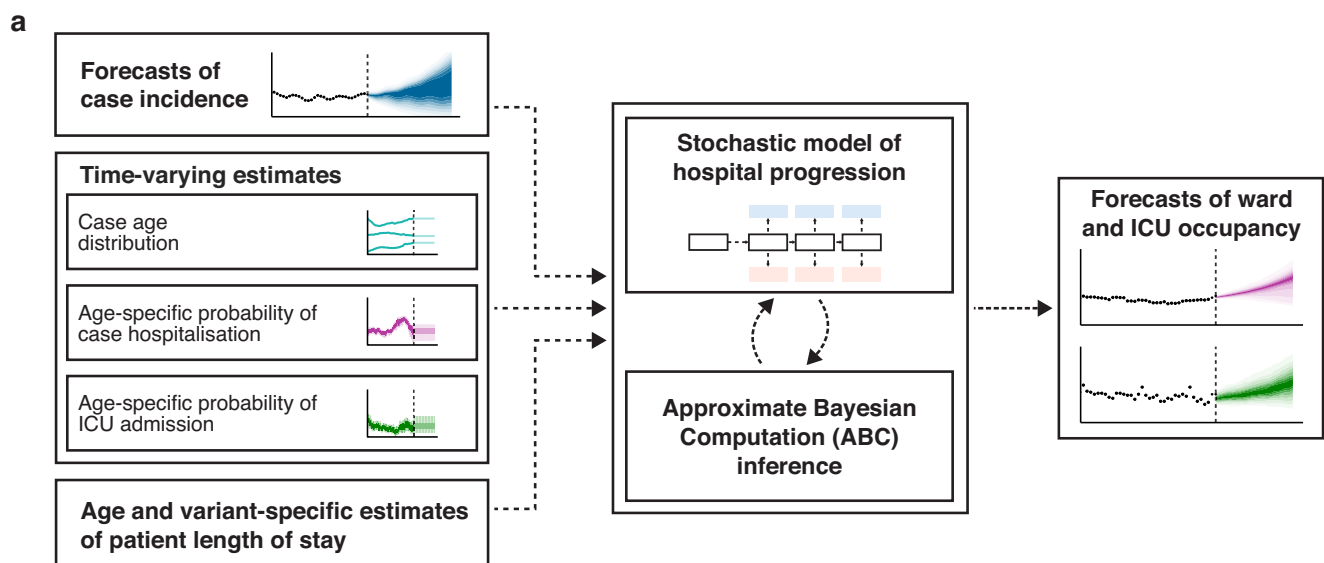 a
Forecasts of
case incidence
Time-varying estimates
Case age
distribution
Age-specific probability of
case hospitalisation
Age-specific probability of
ICU admission
Age and variant-specific estimates
of patient length of stay
Stochastic model of
hospital progression
Approximate Bayesian
Computation (ABC)
inference
Forecasts of ward
and ICU occupancy